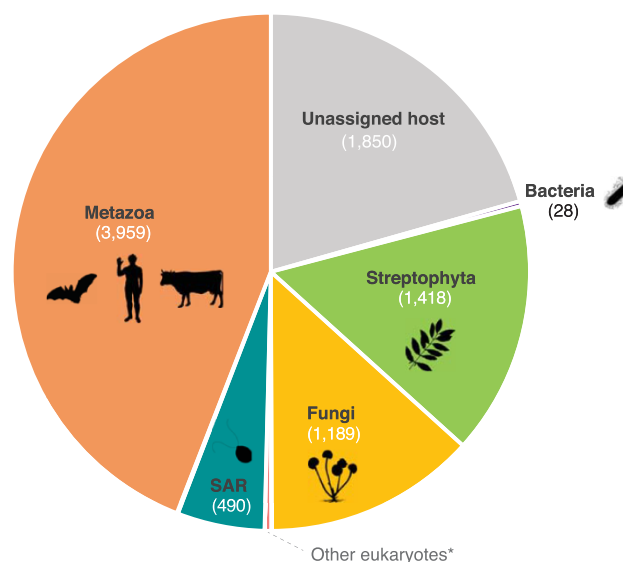 Unassigned host
(1,850)
Bacteria
(28)
Metazoa
(3,959)
Streptophyta
(1,418)
Fungi
(1,189)
SAR
(490)
Other eukaryotes*